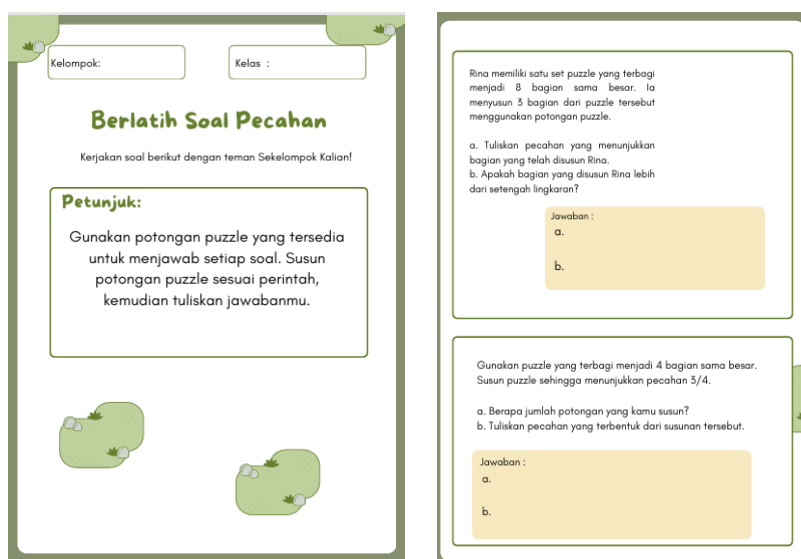 Kelompok:
Kelas :
Berlatih Soal Pecahan
Kerjakan soal berikut dengan teman Sekelompok Kalian!
Petunjuk:
Gunakan potongan puzzle yang tersedia
untuk menjawab setiap soal. Susun
potongan puzzle sesuai perintah,
kemudian tuliskan jawabanmu.
Rina memiliki satu set puzzle yang terbagi
menjadi 8 bagian sama besar. Ia
menyusun 3 bagian dari puzzle tersebut
menggunakan potongan puzzle.
a. Tuliskan pecahan yang menunjukkan
bagian yang telah disusun Rina.
b. Apakah bagian yang disusun Rina lebih
dari setengah lingkaran?
Jawaban :
a.
b.
Gunakan puzzle yang terbagi menjadi 4 bagian sama besar.
Susun puzzle sehingga menunjukkan pecahan 3/4.
a. Berapa jumlah potongan yang kamu susun?
b. Tuliskan pecahan yang terbentuk dari susunan tersebut.
Jawaban :
a.
b.